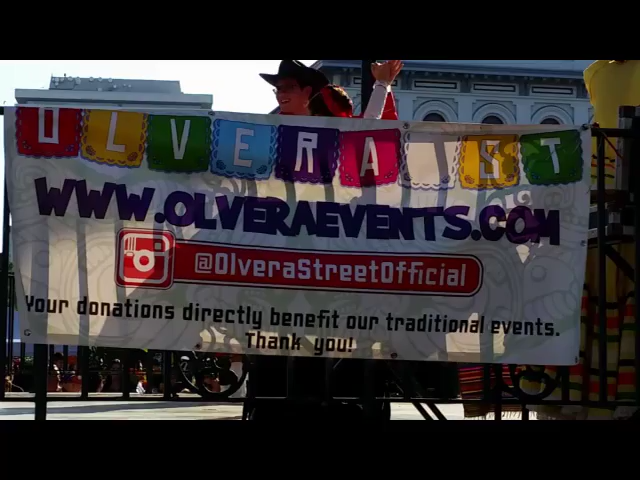 OLVERA ST
WWW.OLVERAEVENTS.COM
@OlveraStreetOfficial
Your donations directly benefit our traditional events.
Thank you!